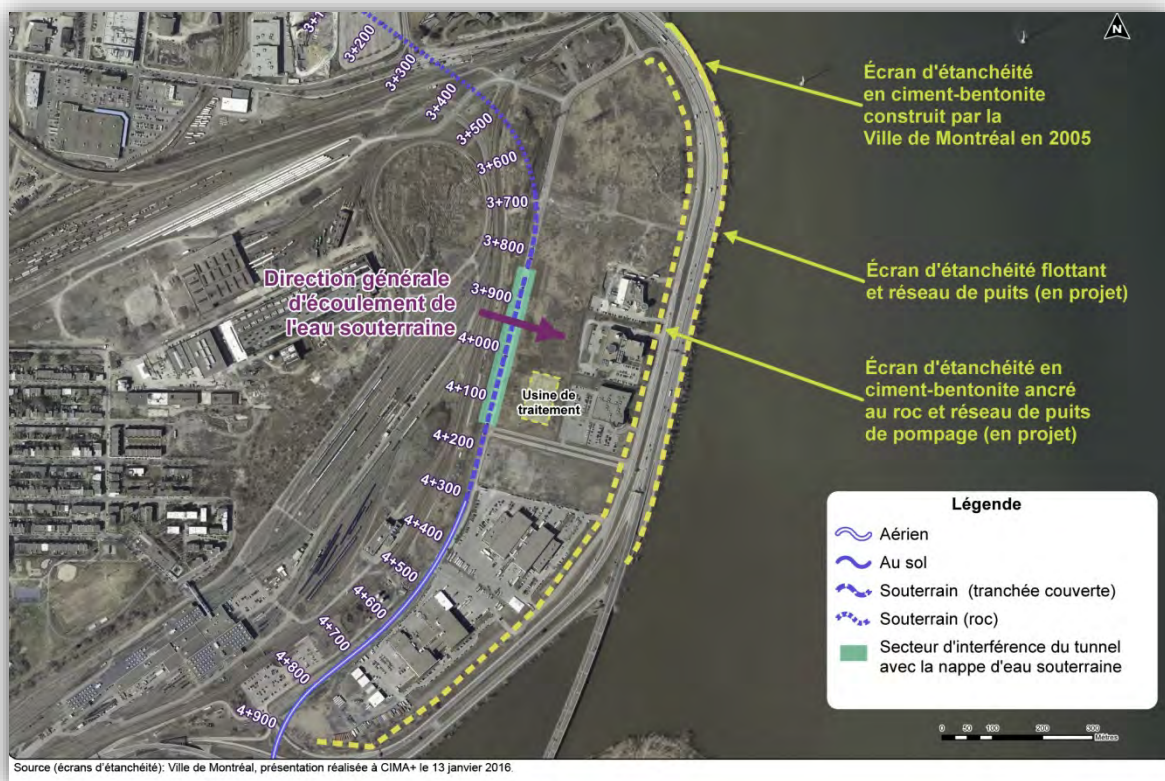 3+1
3+200
3+300
3+400
3+500
3+600
3+700
3+800
3+900
4+000
4+100
4+200
4+300
4+400
4+500
4+600
4+700
4+800
4+900
Direction générale
d'écoulement de
l'eau souterraine
Usine de
traitement
N
Écran d'étanchéité
en ciment-bentonite
construit par la
Ville de Montréal en 2005
Écran d'étanchéité flottant
et réseau de puits (en projet)
Écran d'étanchéité en
ciment-bentonite ancré
au roc et réseau de puits
de pompage (en projet)
Légende
Aérien
Au sol
Souterrain (tranchée couverte)
Souterrain (roc)
Secteur d'interférence du tunnel
avec la nappe d'eau souterraine
0 50 100 200 300
Mètres
Source (écrans d'étanchéité): Ville de Montréal, présentation réalisée à CIMA+ le 13 janvier 2016.